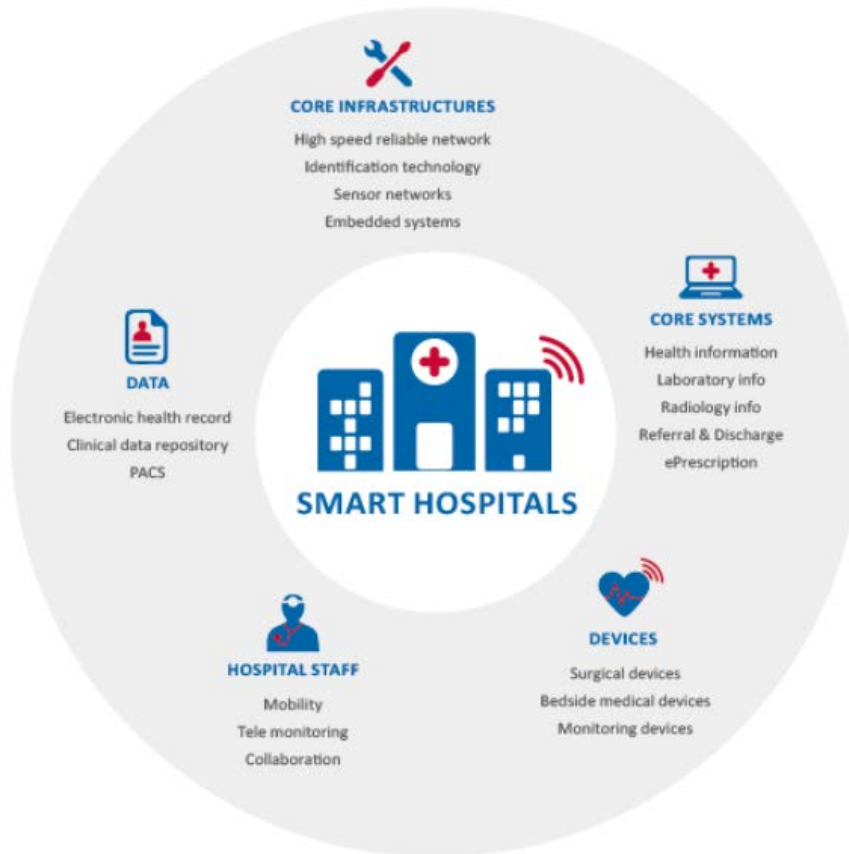 CORE INFRASTRUCTURES
High speed reliable network
Identification technology
Sensor networks
Embedded systems
CORE SYSTEMS
Health information
Laboratory info
Radiology info
Referral & Discharge
ePrescription
DATA
Electronic health record
Clinical data repository
PACS
SMART HOSPITALS
DEVICES
Surgical devices
Bedside medical devices
Monitoring devices
HOSPITAL STAFF
Mobility
Tele monitoring
Collaboration